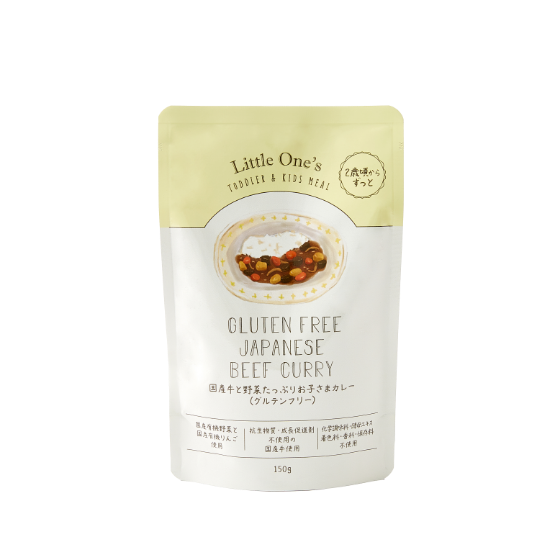 Little One's
TODDLER & KIDS MEAL
2歳頃から
ずっと
GLUTEN FREE
JAPANESE
BEEF CURRY
国産牛と野菜たっぷりお子さまカレー
(グルテンフリー)
国産有機野菜と
国産有機りんご
使用
抗生物質・成長促進剤
不使用の
国産牛使用
化学調味料・酵母エキス
着色料・香料・保存料
不使用
150g